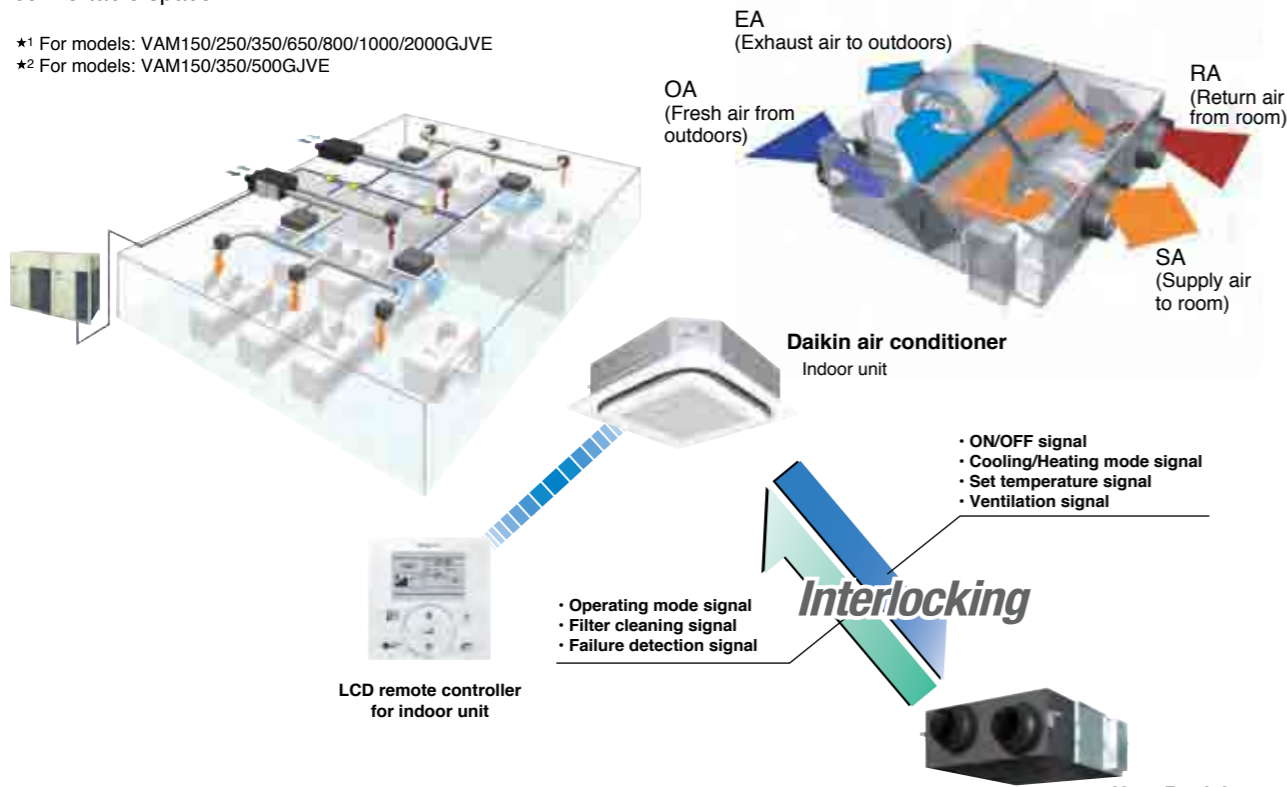 ★1 For models: VAM150/250/350/650/800/1000/2000GJVE
★2 For models: VAM150/350/500GJVE
EA
(Exhaust air to outdoors)
OA
(Fresh air from
outdoors)
RA
(Return air
from room)
SA
(Supply air
to room)
Daikin air conditioner
Indoor unit
・ON/OFF signal
・Cooling/Heating mode signal
・Set temperature signal
・Ventilation signal
Interlocking
・Operating mode signal
・Filter cleaning signal
・Failure detection signal
LCD remote controller
for indoor unit